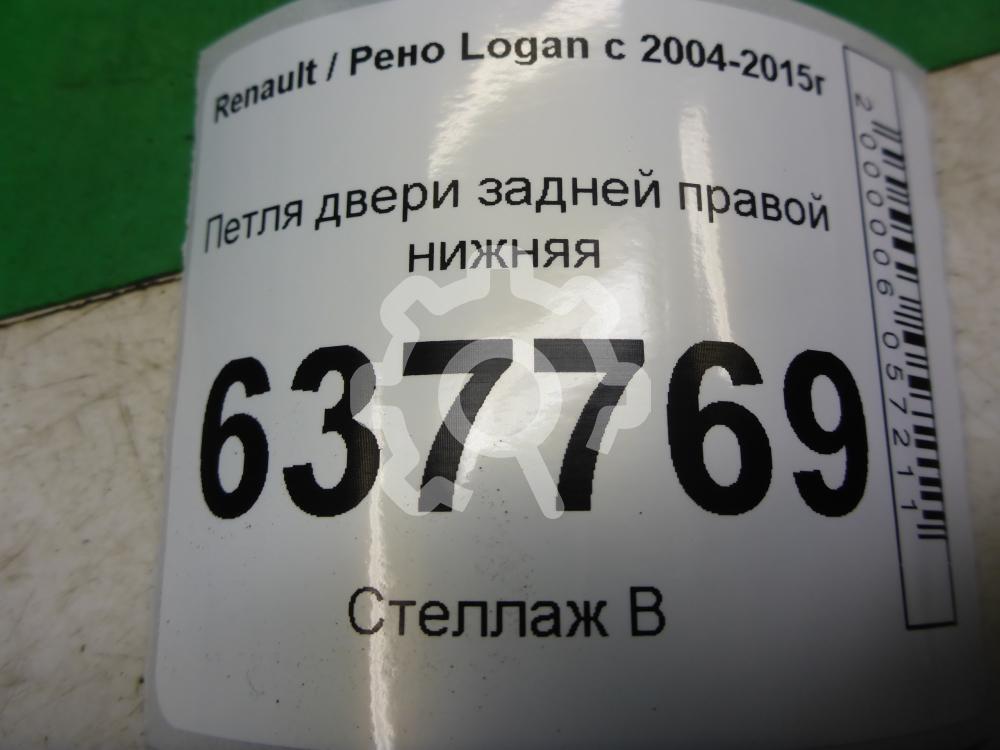 Renault / Рено Logan с 2004-2015г
Петля двери задней правой
нижняя
637769
Стеллаж В
2000006057211